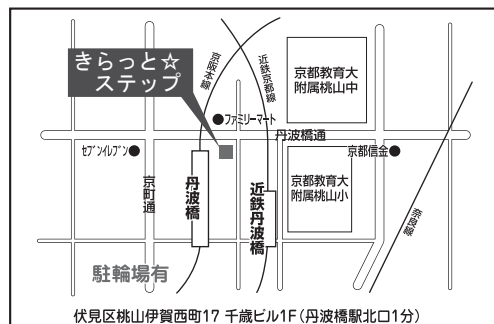 きらっと☆
ステップ
京阪本線
近鉄京都線
京都教育大
附属桃山中
ファミリーマート
丹波橋通
セブンイレブン
京都信金
京町通
丹波橋
近鉄丹波橋
京都教育大
附属桃山小
奈良線
駐輪場有
伏見区桃山伊賀西町17 千歳ビル1F(丹波橋駅北口1分)